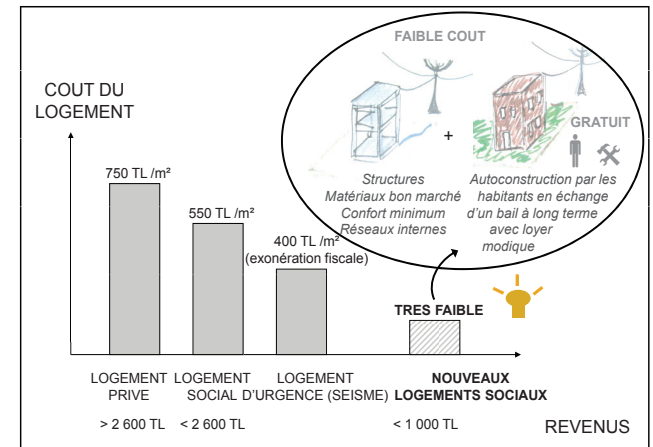 FAIBLE COUT
GRATUIT
+
Structures
Matériaux bon marché
Confort minimum
Réseaux internes
Autoconstruction par les
habitants en échange
d'un bail à long terme
avec loyer
modique
COUT DU
LOGEMENT
750 TL /m²
550 TL /m²
400 TL /m²
(exonération fiscale)
TRES FAIBLE
LOGEMENT
PRIVE
LOGEMENT
SOCIAL
LOGEMENT
D'URGENCE (SEISME)
NOUVEAUX
LOGEMENTS SOCIAUX
> 2 600 TL
< 2 600 TL
< 1 000 TL
REVENUS